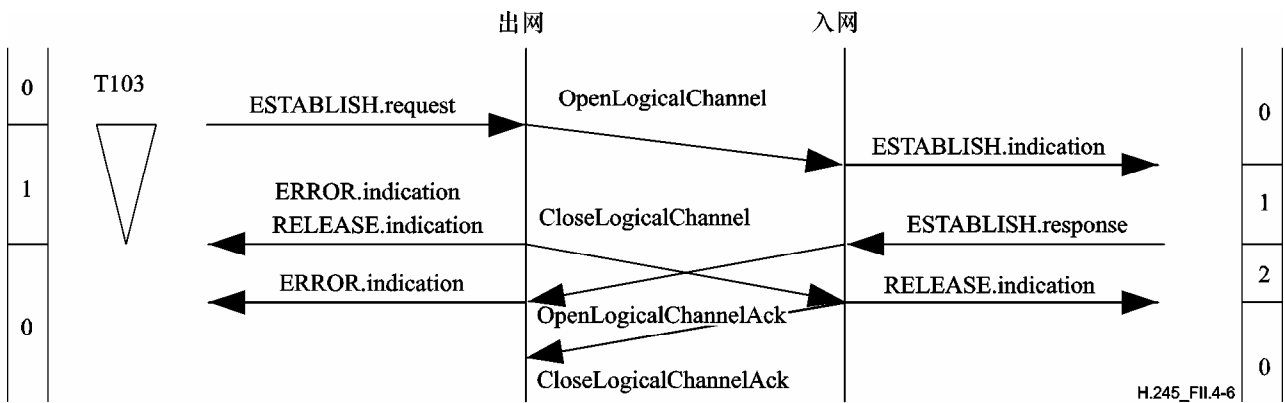 出网 入网
0 T103 OpenLogicalChannel 0
ESTABLISH.request
ESTABLISH.indication
1 ERROR.indication 1
RELEASE.indication CloseLogicalChannel ESTABLISH.response
ERROR.indication RELEASE.indication 2
0 OpenLogicalChannelAck
CloseLogicalChannelAck 0
H.245_FII.4-6